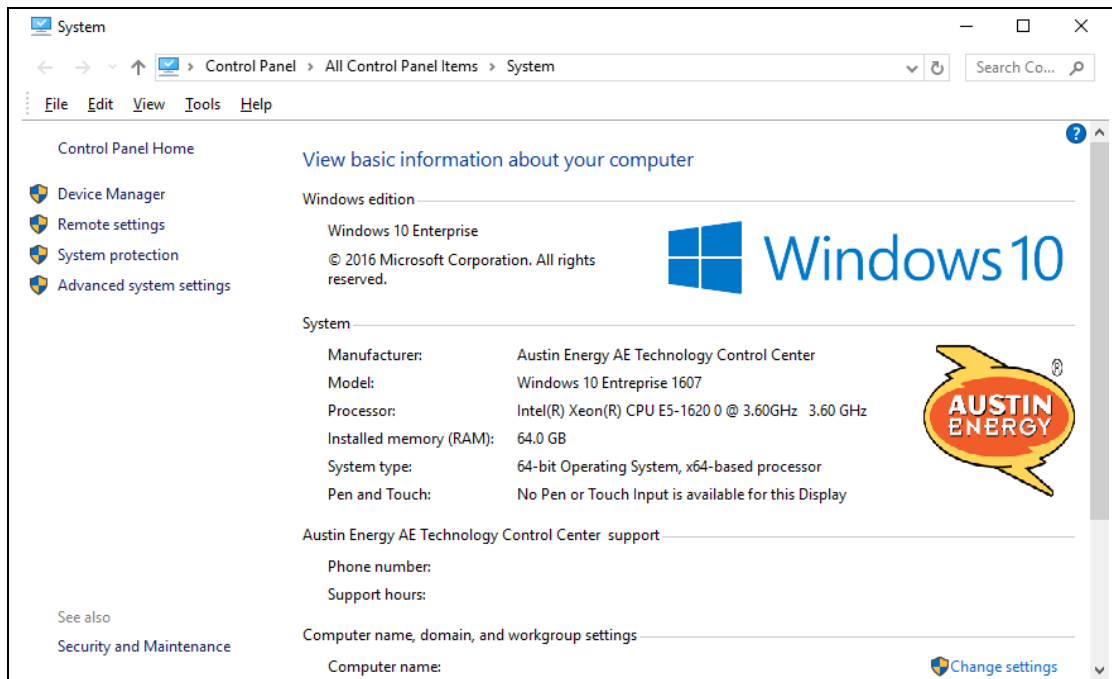 System
Control Panel > All Control Panel Items > System
Search Co...
File Edit View Tools Help
Control Panel Home
Device Manager
Remote settings
System protection
Advanced system settings
See also
Security and Maintenance
?
View basic information about your computer
Windows edition
Windows 10 Enterprise
© 2016 Microsoft Corporation. All rights
reserved.
Windows 10
System
Manufacturer: Austin Energy AE Technology Control Center
Model: Windows 10 Entreprise 1607
Processor: Intel(R) Xeon(R) CPU E5-1620 0 @ 3.60GHz 3.60 GHz
Installed memory (RAM): 64.0 GB
System type: 64-bit Operating System, x64-based processor
Pen and Touch: No Pen or Touch Input is available for this Display
AUSTIN
ENERGY
®
Austin Energy AE Technology Control Center support
Phone number:
Support hours:
Computer name, domain, and workgroup settings
Computer name:
Change settings